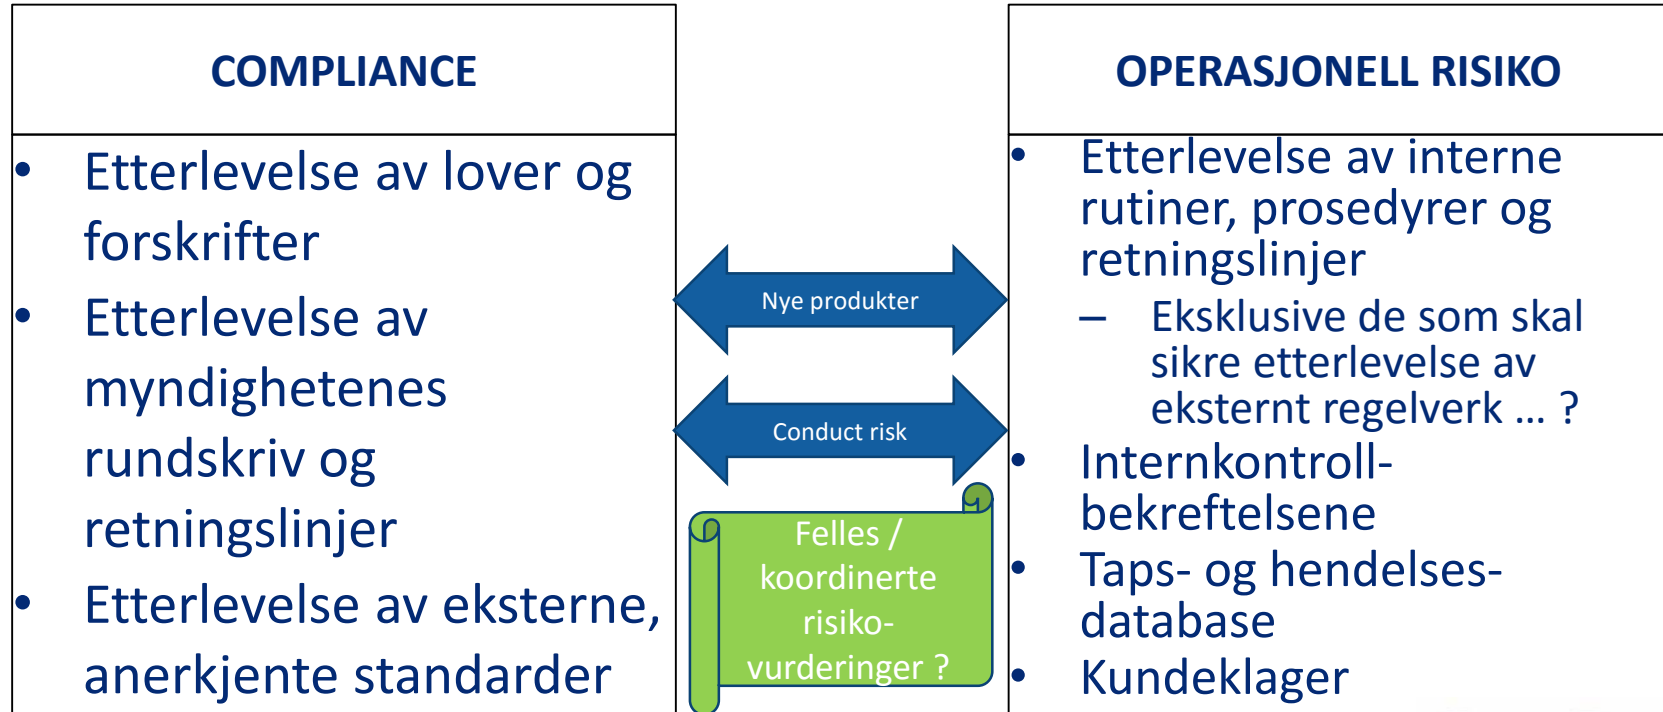 COMPLIANCE
• Etterlevelse av lover og
forskrifter
• Etterlevelse av
myndighetenes
rundskriv og
retningslinjer
• Etterlevelse av eksterne,
anerkjente standarder
Nye produkter
Conduct risk
Felles /
koordinerte
risiko-
vurderinger ?
OPERASJONELL RISIKO
• Etterlevelse av interne
rutiner, prosedyrer og
retningslinjer
– Eksklusive de som skal
sikre etterlevelse av
eksternt regelverk … ?
• Internkontroll-
bekreftelsene
• Taps- og hendelses-
database
• Kundeklager